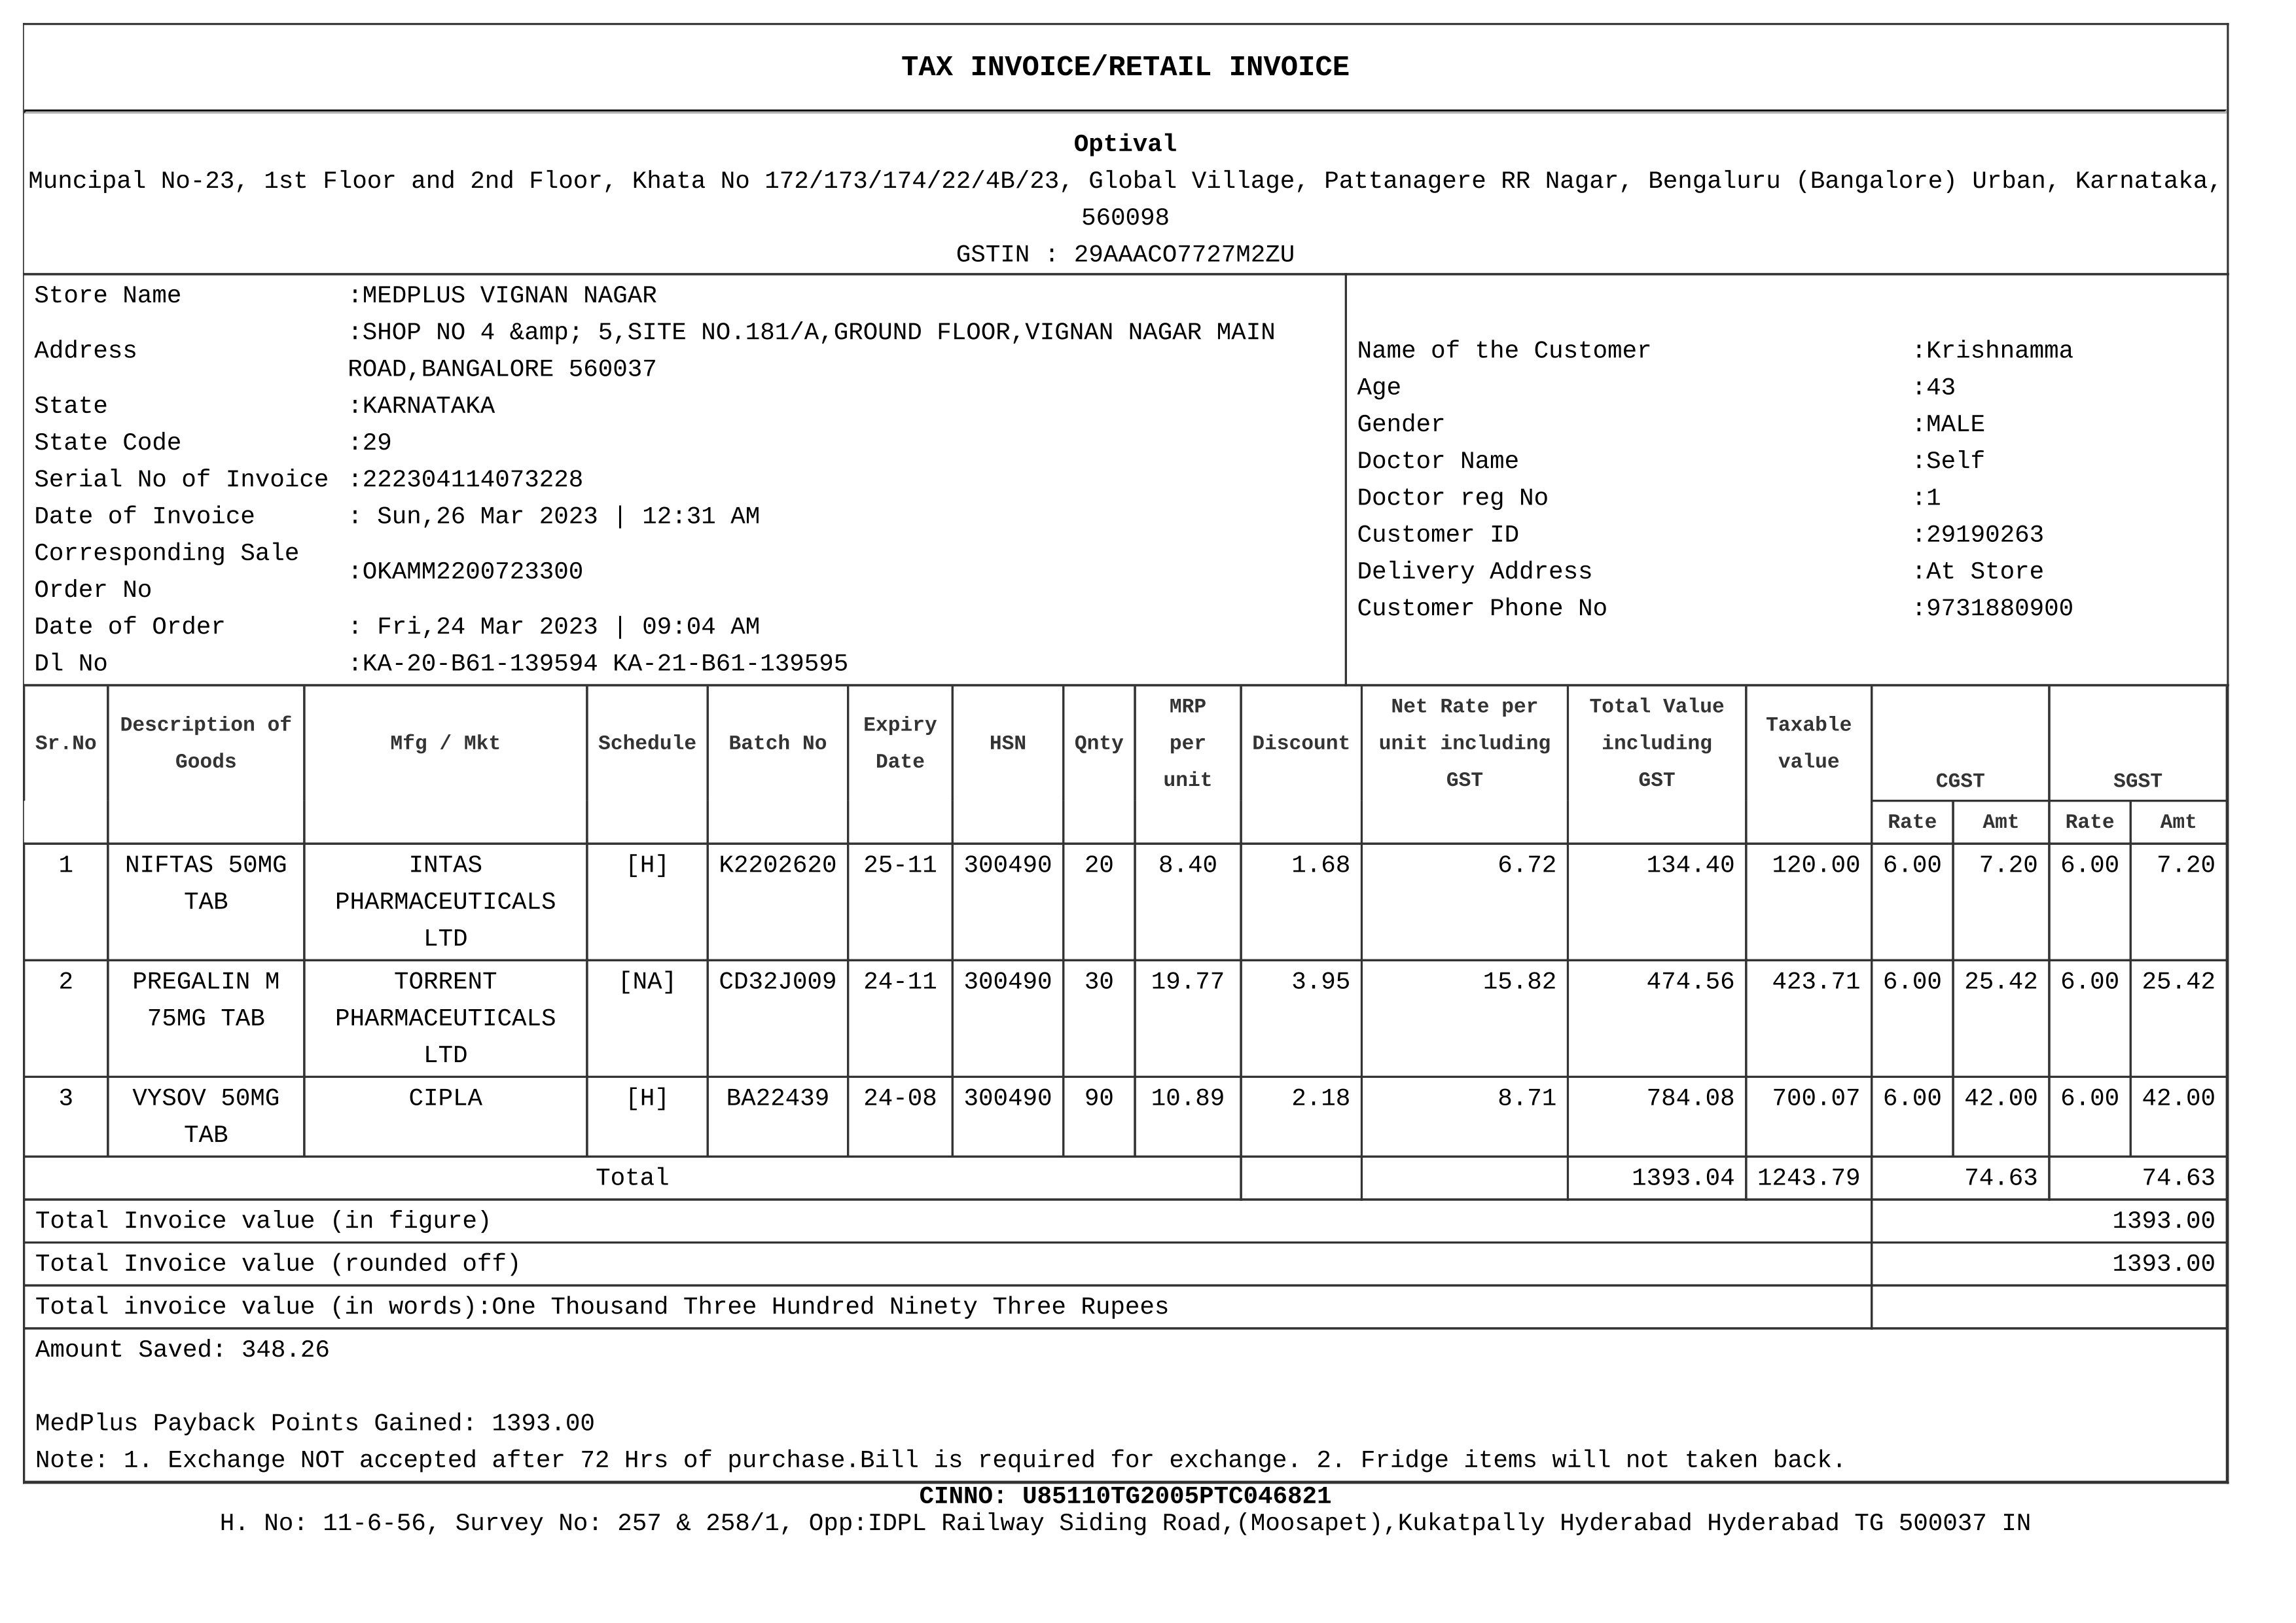 TAX INVOICE/RETAIL INVOICE
Optival
Muncipal No-23, 1st Floor and 2nd Floor, Khata No 172/173/174/22/4B/23, Global Village, Pattanagere RR Nagar, Bengaluru (Bangalore) Urban, Karnataka,
560098
GSTIN : 29AAACO7727M2ZU
Store Name :MEDPLUS VIGNAN NAGAR
Address :SHOP NO 4 &amp; 5,SITE NO.181/A,GROUND FLOOR,VIGNAN NAGAR MAIN
ROAD,BANGALORE 560037
State :KARNATAKA
State Code :29
Serial No of Invoice :222304114073228
Date of Invoice : Sun,26 Mar 2023 | 12:31 AM
Corresponding Sale
Order No :OKAMM2200723300
Date of Order : Fri,24 Mar 2023 | 09:04 AM
Dl No :KA-20-B61-139594 KA-21-B61-139595
Name of the Customer :Krishnamma
Age :43
Gender :MALE
Doctor Name :Self
Doctor reg No :1
Customer ID :29190263
Delivery Address :At Store
Customer Phone No :9731880900
Sr.No Description of Goods Mfg / Mkt Schedule Batch No Expiry Date HSN Qnty MRP per unit Discount Net Rate per unit including GST Total Value including GST Taxable value CGST SGST
Rate Amt Rate Amt
1 NIFTAS 50MG INTAS [H] K2202620 25-11 300490 20 8.40 1.68 6.72 134.40 120.00 6.00 7.20 6.00 7.20
TAB PHARMACEUTICALS
LTD
2 PREGALIN M TORRENT [NA] CD32J009 24-11 300490 30 19.77 3.95 15.82 474.56 423.71 6.00 25.42 6.00 25.42
75MG TAB PHARMACEUTICALS
LTD
3 VYSOV 50MG CIPLA [H] BA22439 24-08 300490 90 10.89 2.18 8.71 784.08 700.07 6.00 42.00 6.00 42.00
TAB
Total 1393.04 1243.79 74.63 74.63
Total Invoice value (in figure) 1393.00
Total Invoice value (rounded off) 1393.00
Total invoice value (in words):One Thousand Three Hundred Ninety Three Rupees
Amount Saved: 348.26
MedPlus Payback Points Gained: 1393.00
Note: 1. Exchange NOT accepted after 72 Hrs of purchase.Bill is required for exchange. 2. Fridge items will not taken back.
CINNO: U85110TG2005PTC046821
H. No: 11-6-56, Survey No: 257 & 258/1, Opp:IDPL Railway Siding Road,(Moosapet),Kukatpally Hyderabad Hyderabad TG 500037 IN